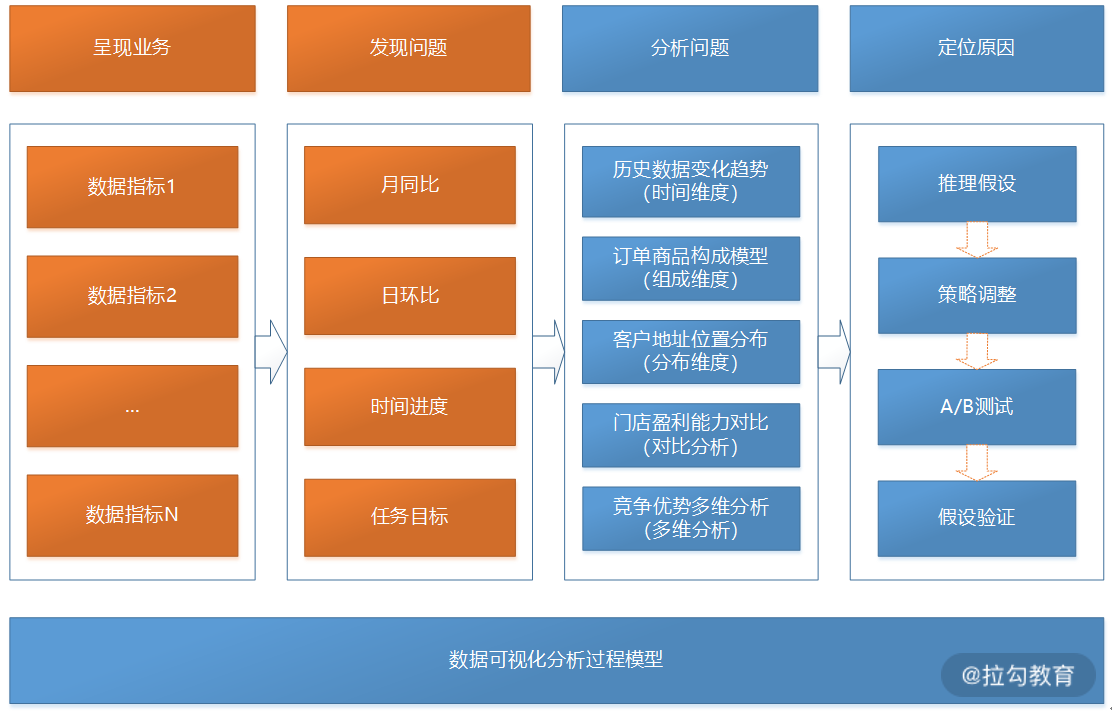 呈现业务
发现问题
分析问题
定位原因
数据指标1
数据指标2
...
数据指标N
月同比
日环比
时间进度
任务目标
历史数据变化趋势
（时间维度）
订单商品构成模型
（组成维度）
客户地址位置分布
（分布维度）
门店盈利能力对比
（对比分析）
竞争优势多维分析
（多维分析）
推理假设
策略调整
A/B测试
假设验证
数据可视化分析过程模型
@拉勾教育